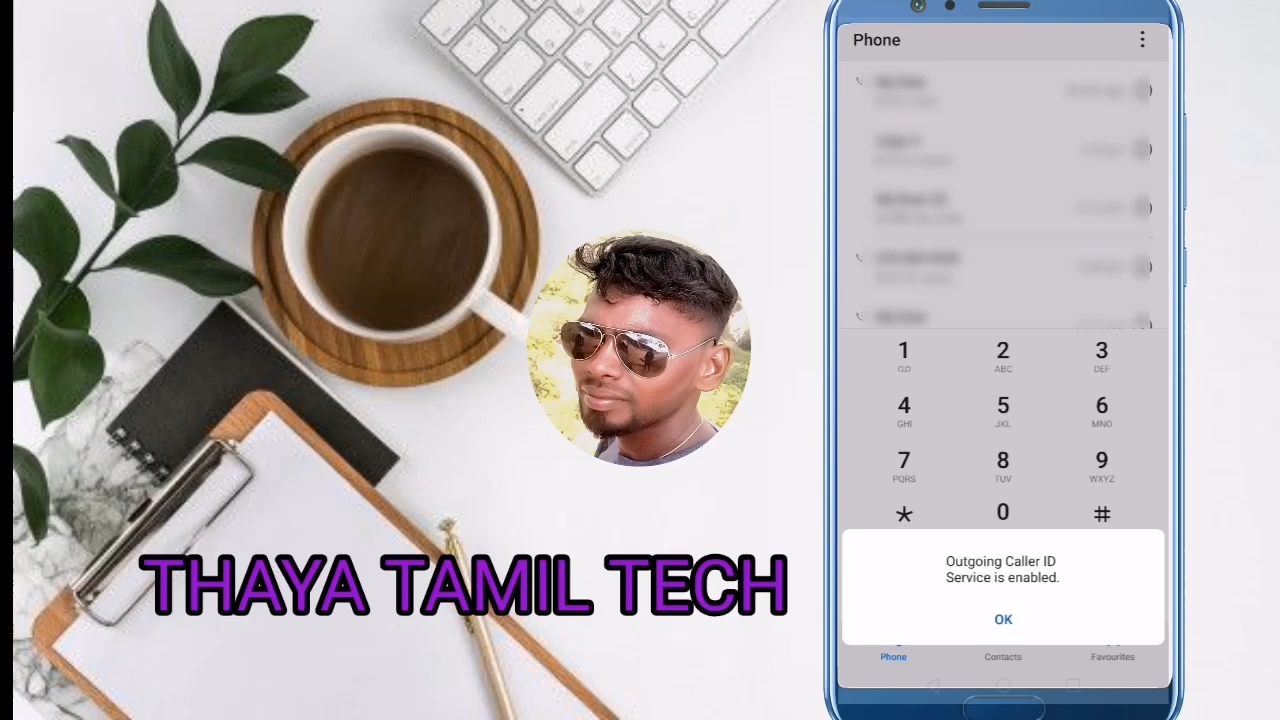 Phone
1
2
ABC
3
DEF
4
GHI
5
JKL
6
MNO
7
PQRS
8
TUV
9
WXYZ
*
0
#
Outgoing Caller ID
Service is enabled.
OK
Phone
Contacts
Favourites
THAYA TAMIL TECH